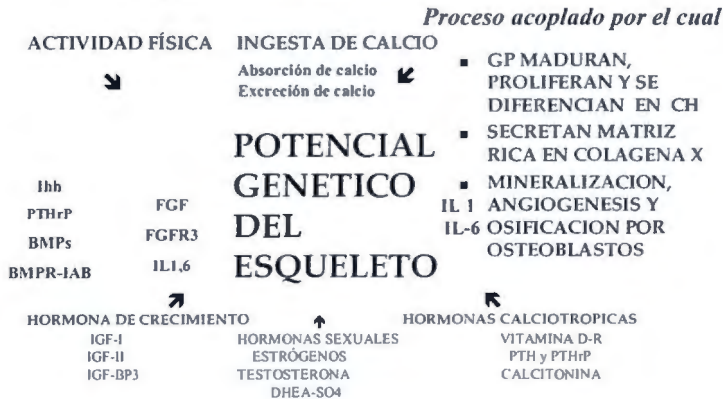 Proceso acoplado por el cual
ACTIVIDAD FÍSICA
INGESTA DE CALCIO
Absorción de calcio
Excreción de calcio
▪ GP MADURAN,
PROLIFERAN Y SE
DIFERENCIAN EN CH
▪ SECRETAN MATRIZ
RICA EN COLAGENA X
▪ MINERALIZACION,
ANGIOGENESIS Y
OSIFICACION POR
OSTEOBLASTOS
POTENCIAL
GENETICO
DEL
ESQUELETO
Ihh
PTHrP
BMPs
BMPR-IAB
FGF
FGFR3
IL1,6
IL 1
IL-6
HORMONA DE CRECIMIENTO
IGF-I
IGF-II
IGF-BP3
HORMONAS SEXUALES
ESTRÓGENOS
TESTOSTERONA
DHEA-SO4
HORMONAS CALCIOTROPICAS
VITAMINA D-R
PTH y PTHrP
CALCITONINA